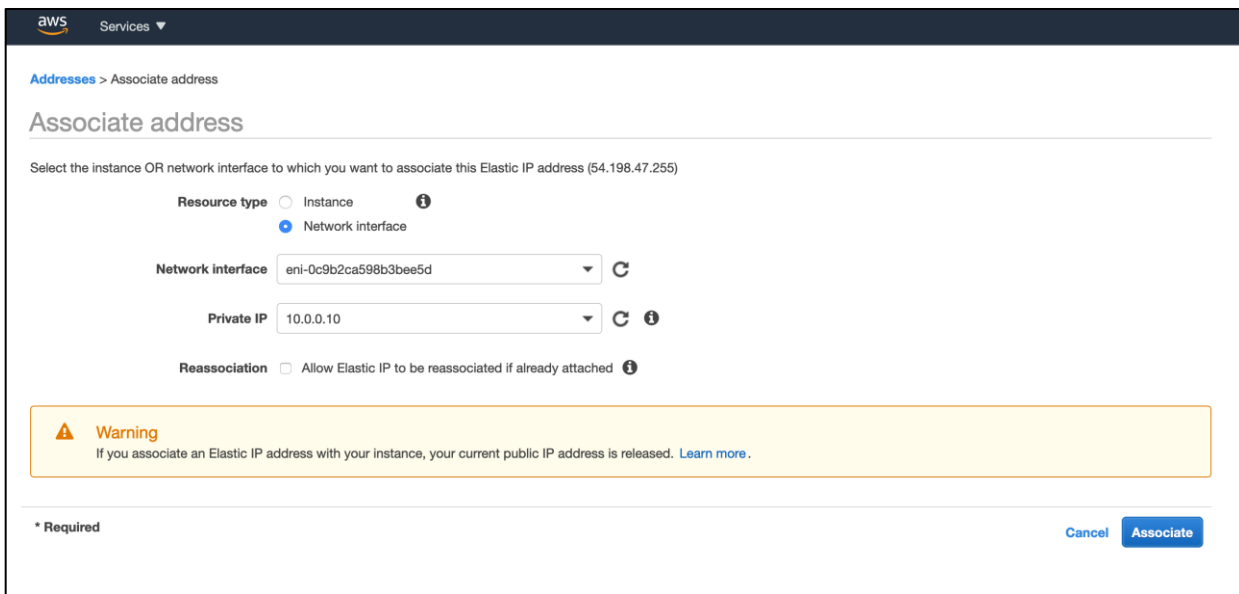 aws
Services ▼
Addresses > Associate address
Associate address
Select the instance OR network interface to which you want to associate this Elastic IP address (54.198.47.255)
Resource type Instance
Network interface
Network interface eni-0c9b2ca598b3bee5d
Private IP 10.0.0.10
Reassociation Allow Elastic IP to be reassociated if already attached
Warning
If you associate an Elastic IP address with your instance, your current public IP address is released. Learn more.
* Required
Cancel Associate